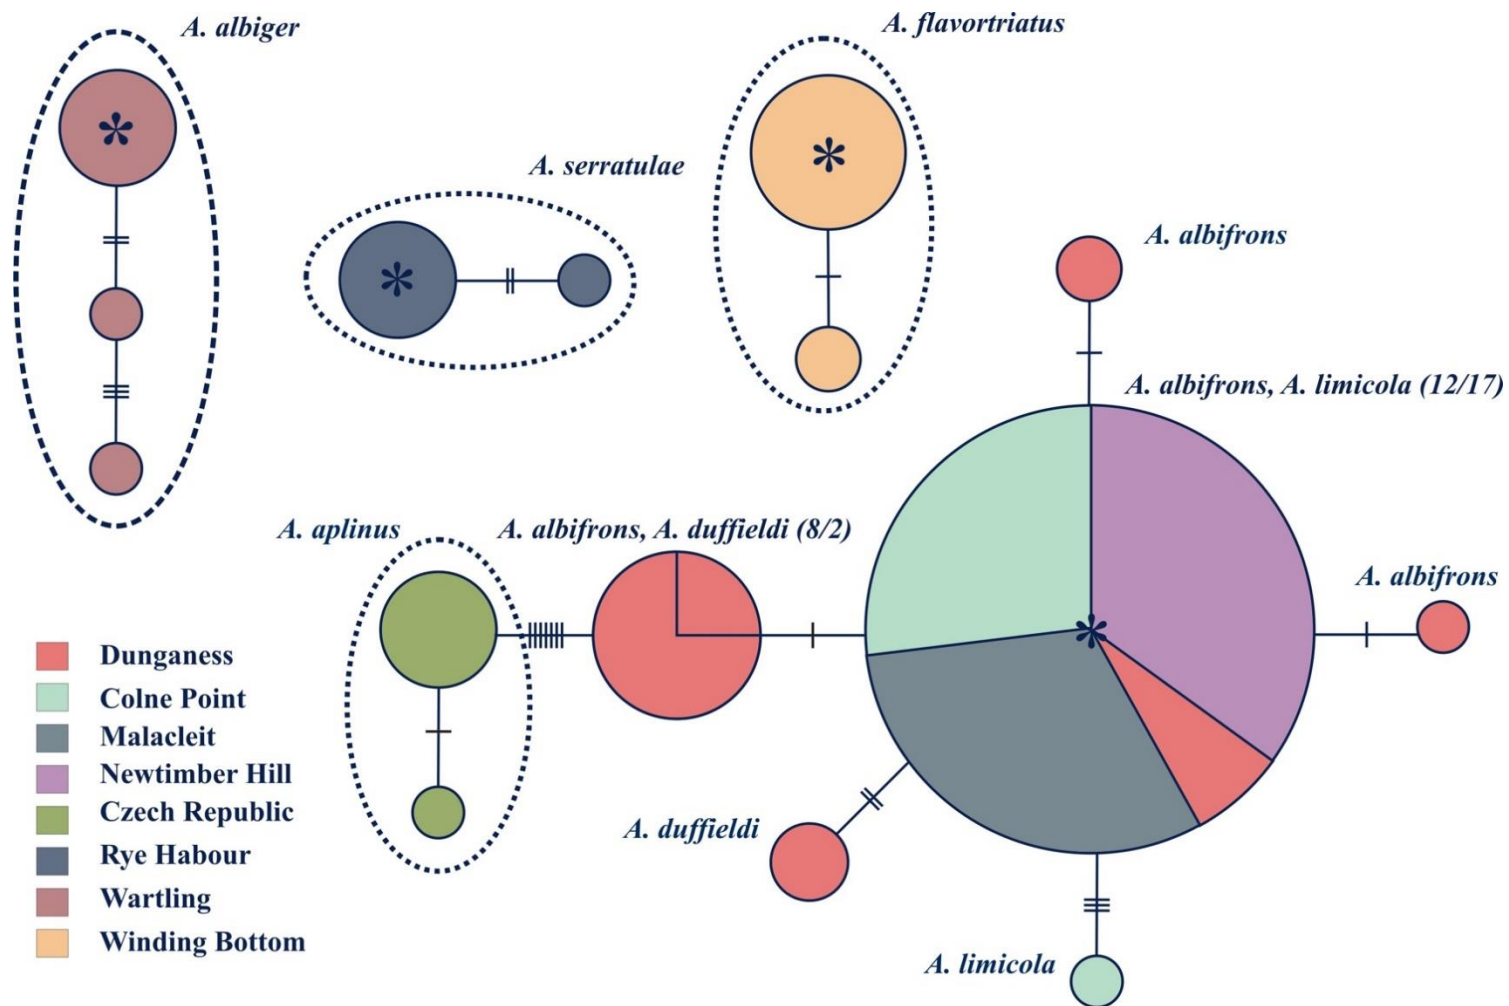 A. albiger
A. flavortriatus
A. serratulae
A. albifrons
A. albifrons, A. limicola (12/17)
A. aplinus
A. albifrons, A. duffieldi (8/2)
A. albifrons
Dunganess
Colne Point
Malacleit
Newtimber Hill
Czech Republic
Rye Habour
Wartling
Winding Bottom
A. duffieldi
A. limicola